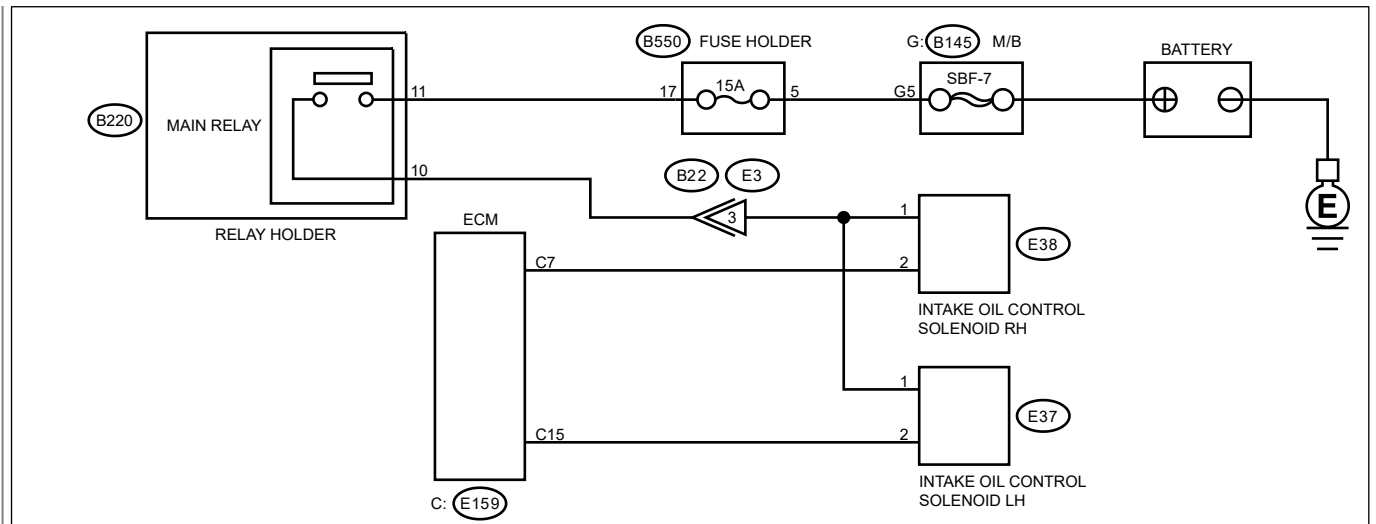 B550 FUSE HOLDER
G: B145 M/B
BATTERY
B220
MAIN RELAY
11
17
15A
5
G5
SBF-7
10
B22 E3
3
RELAY HOLDER
ECM
1
2
E38
C7
INTAKE OIL CONTROL
SOLENOID RH
E
1
2
E37
C15
INTAKE OIL CONTROL
SOLENOID LH
C: E159